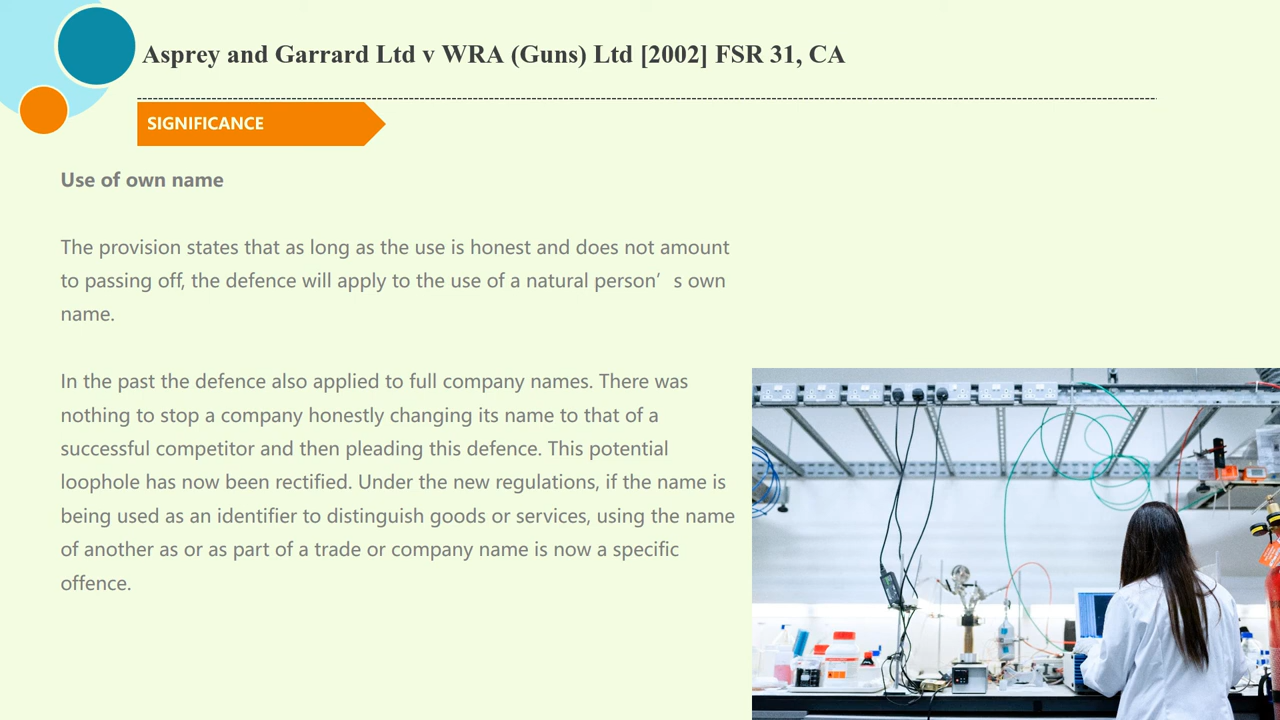 Asprey and Garrard Ltd v WRA (Guns) Ltd [2002] FSR 31, CA
SIGNIFICANCE
Use of own name
The provision states that as long as the use is honest and does not amount
to passing off, the defence will apply to the use of a natural person’ s own
name.
In the past the defence also applied to full company names. There was
nothing to stop a company honestly changing its name to that of a
successful competitor and then pleading this defence. This potential
loophole has now been rectified. Under the new regulations, if the name is
being used as an identifier to distinguish goods or services, using the name
of another as or as part of a trade or company name is now a specific
offence.